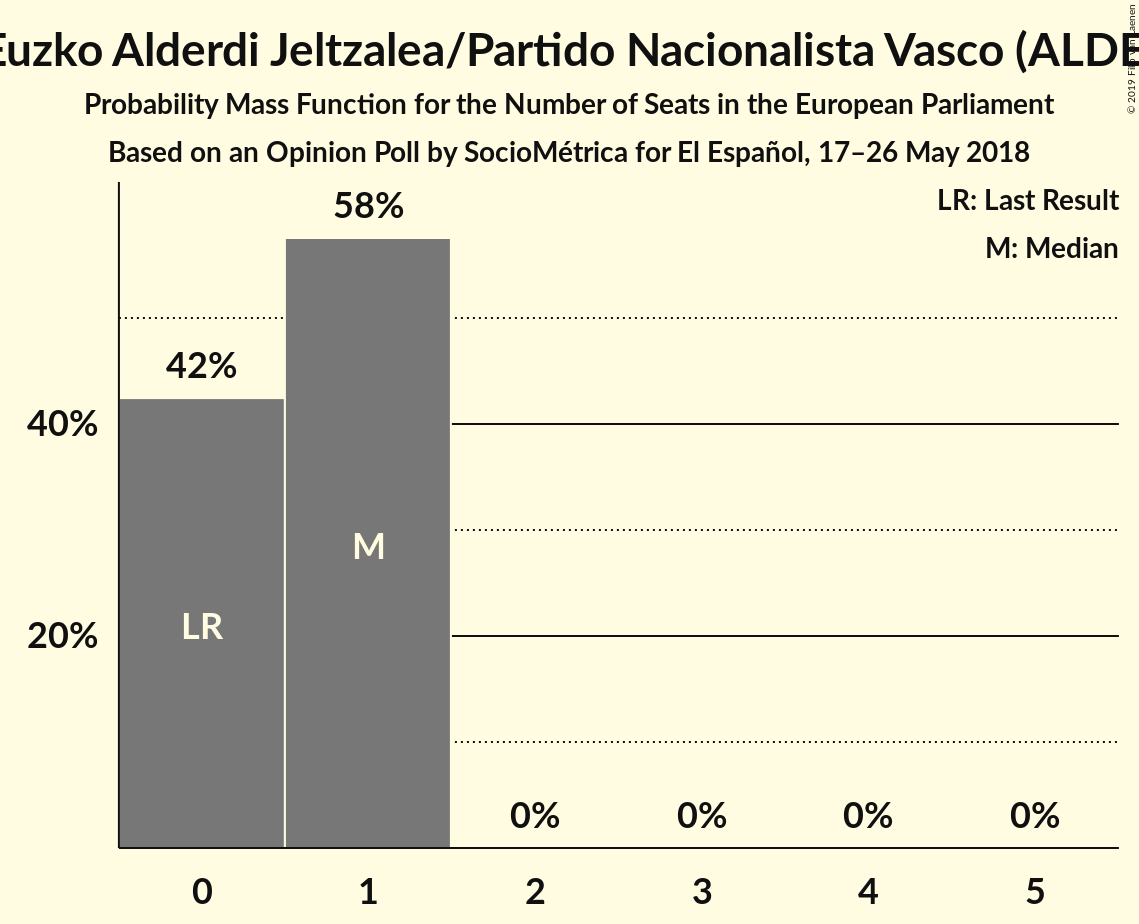 Euzko Alderdi Jeltzalea/Partido Nacionalista Vasco (ALDE
Probability Mass Function for the Number of Seats in the European Parliament
Based on an Opinion Poll by SocioMétrica for El Español, 17–26 May 2018
LR: Last Result
M: Median
58%
42%
40%
M
LR
20%
0% 0% 0% 0%
0 1 2 3 4 5
© 2019